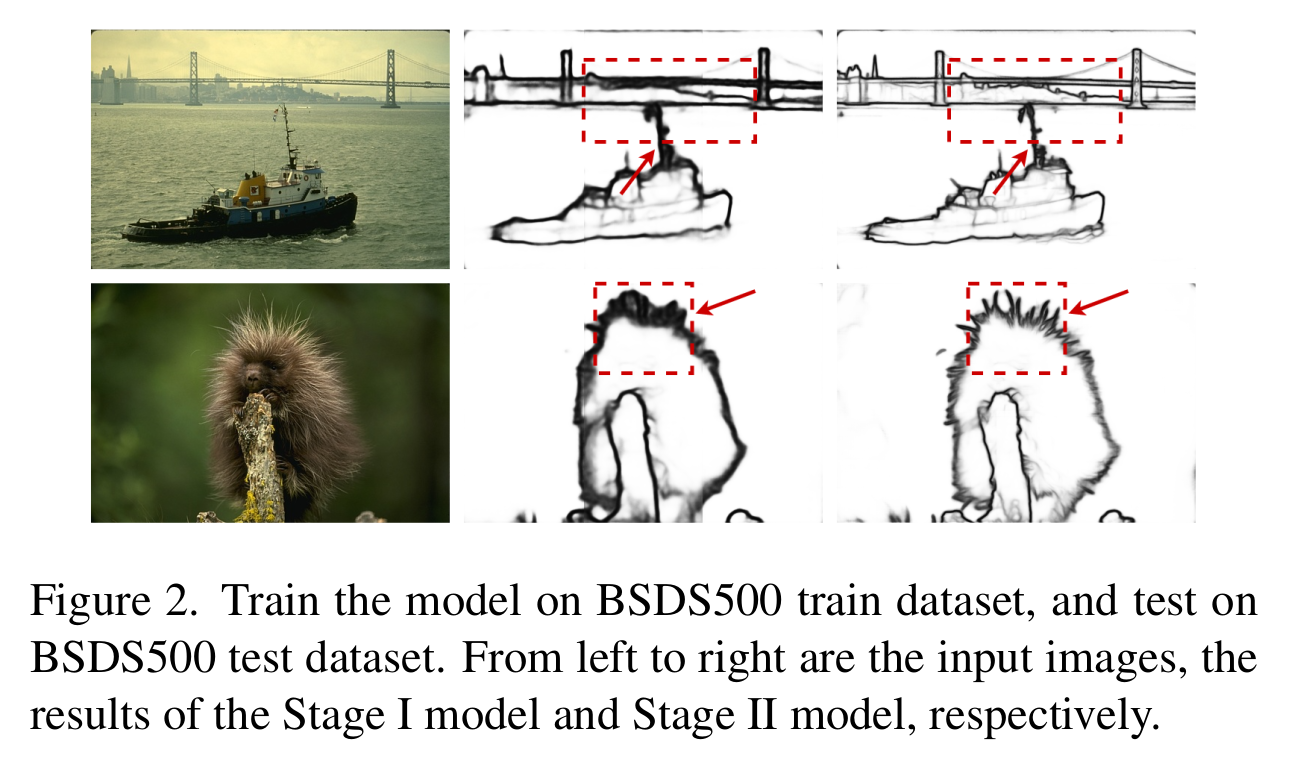 Figure 2. Train the model on BSDS500 train dataset, and test on
BSDS500 test dataset. From left to right are the input images, the
results of the Stage I model and Stage II model, respectively.